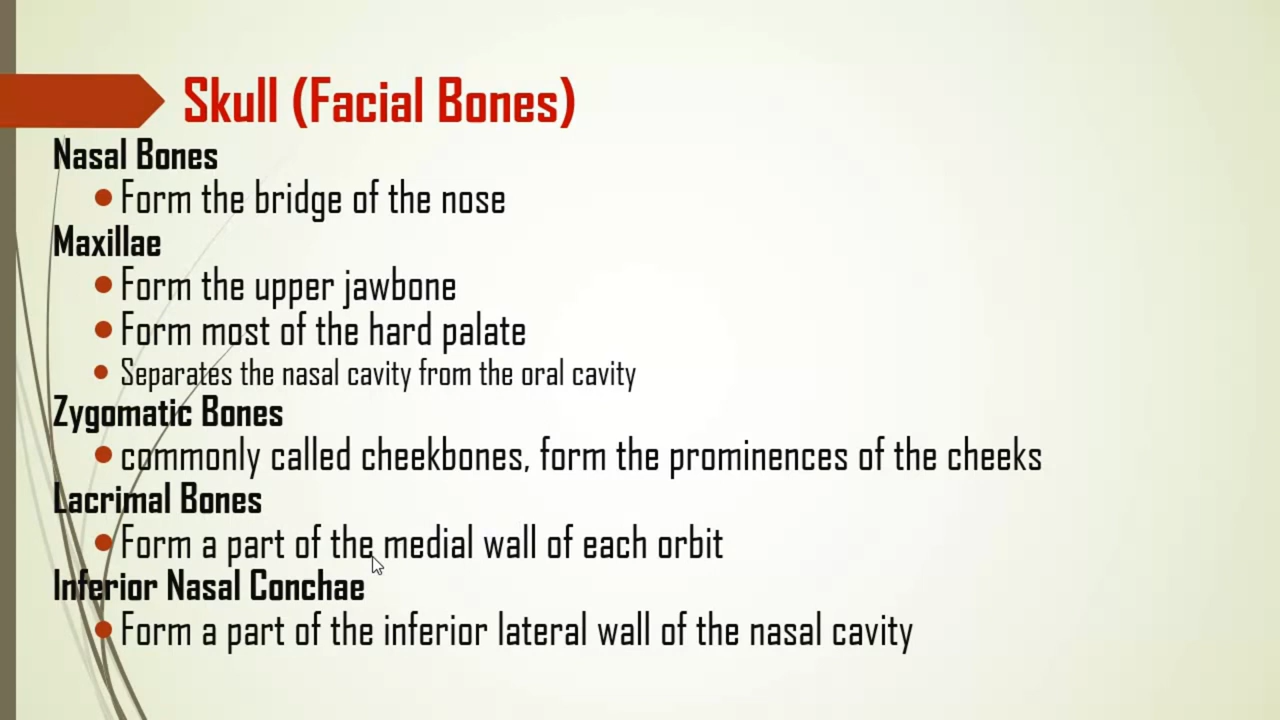 Skull (Facial Bones)
Nasal Bones
Form the bridge of the nose
Maxillae
Form the upper jawbone
Form most of the hard palate
Separates the nasal cavity from the oral cavity
Zygomatic Bones
commonly called cheekbones, form the prominences of the cheeks
Lacrimal Bones
Form a part of the medial wall of each orbit
Inferior Nasal Conchae
Form a part of the inferior lateral wall of the nasal cavity